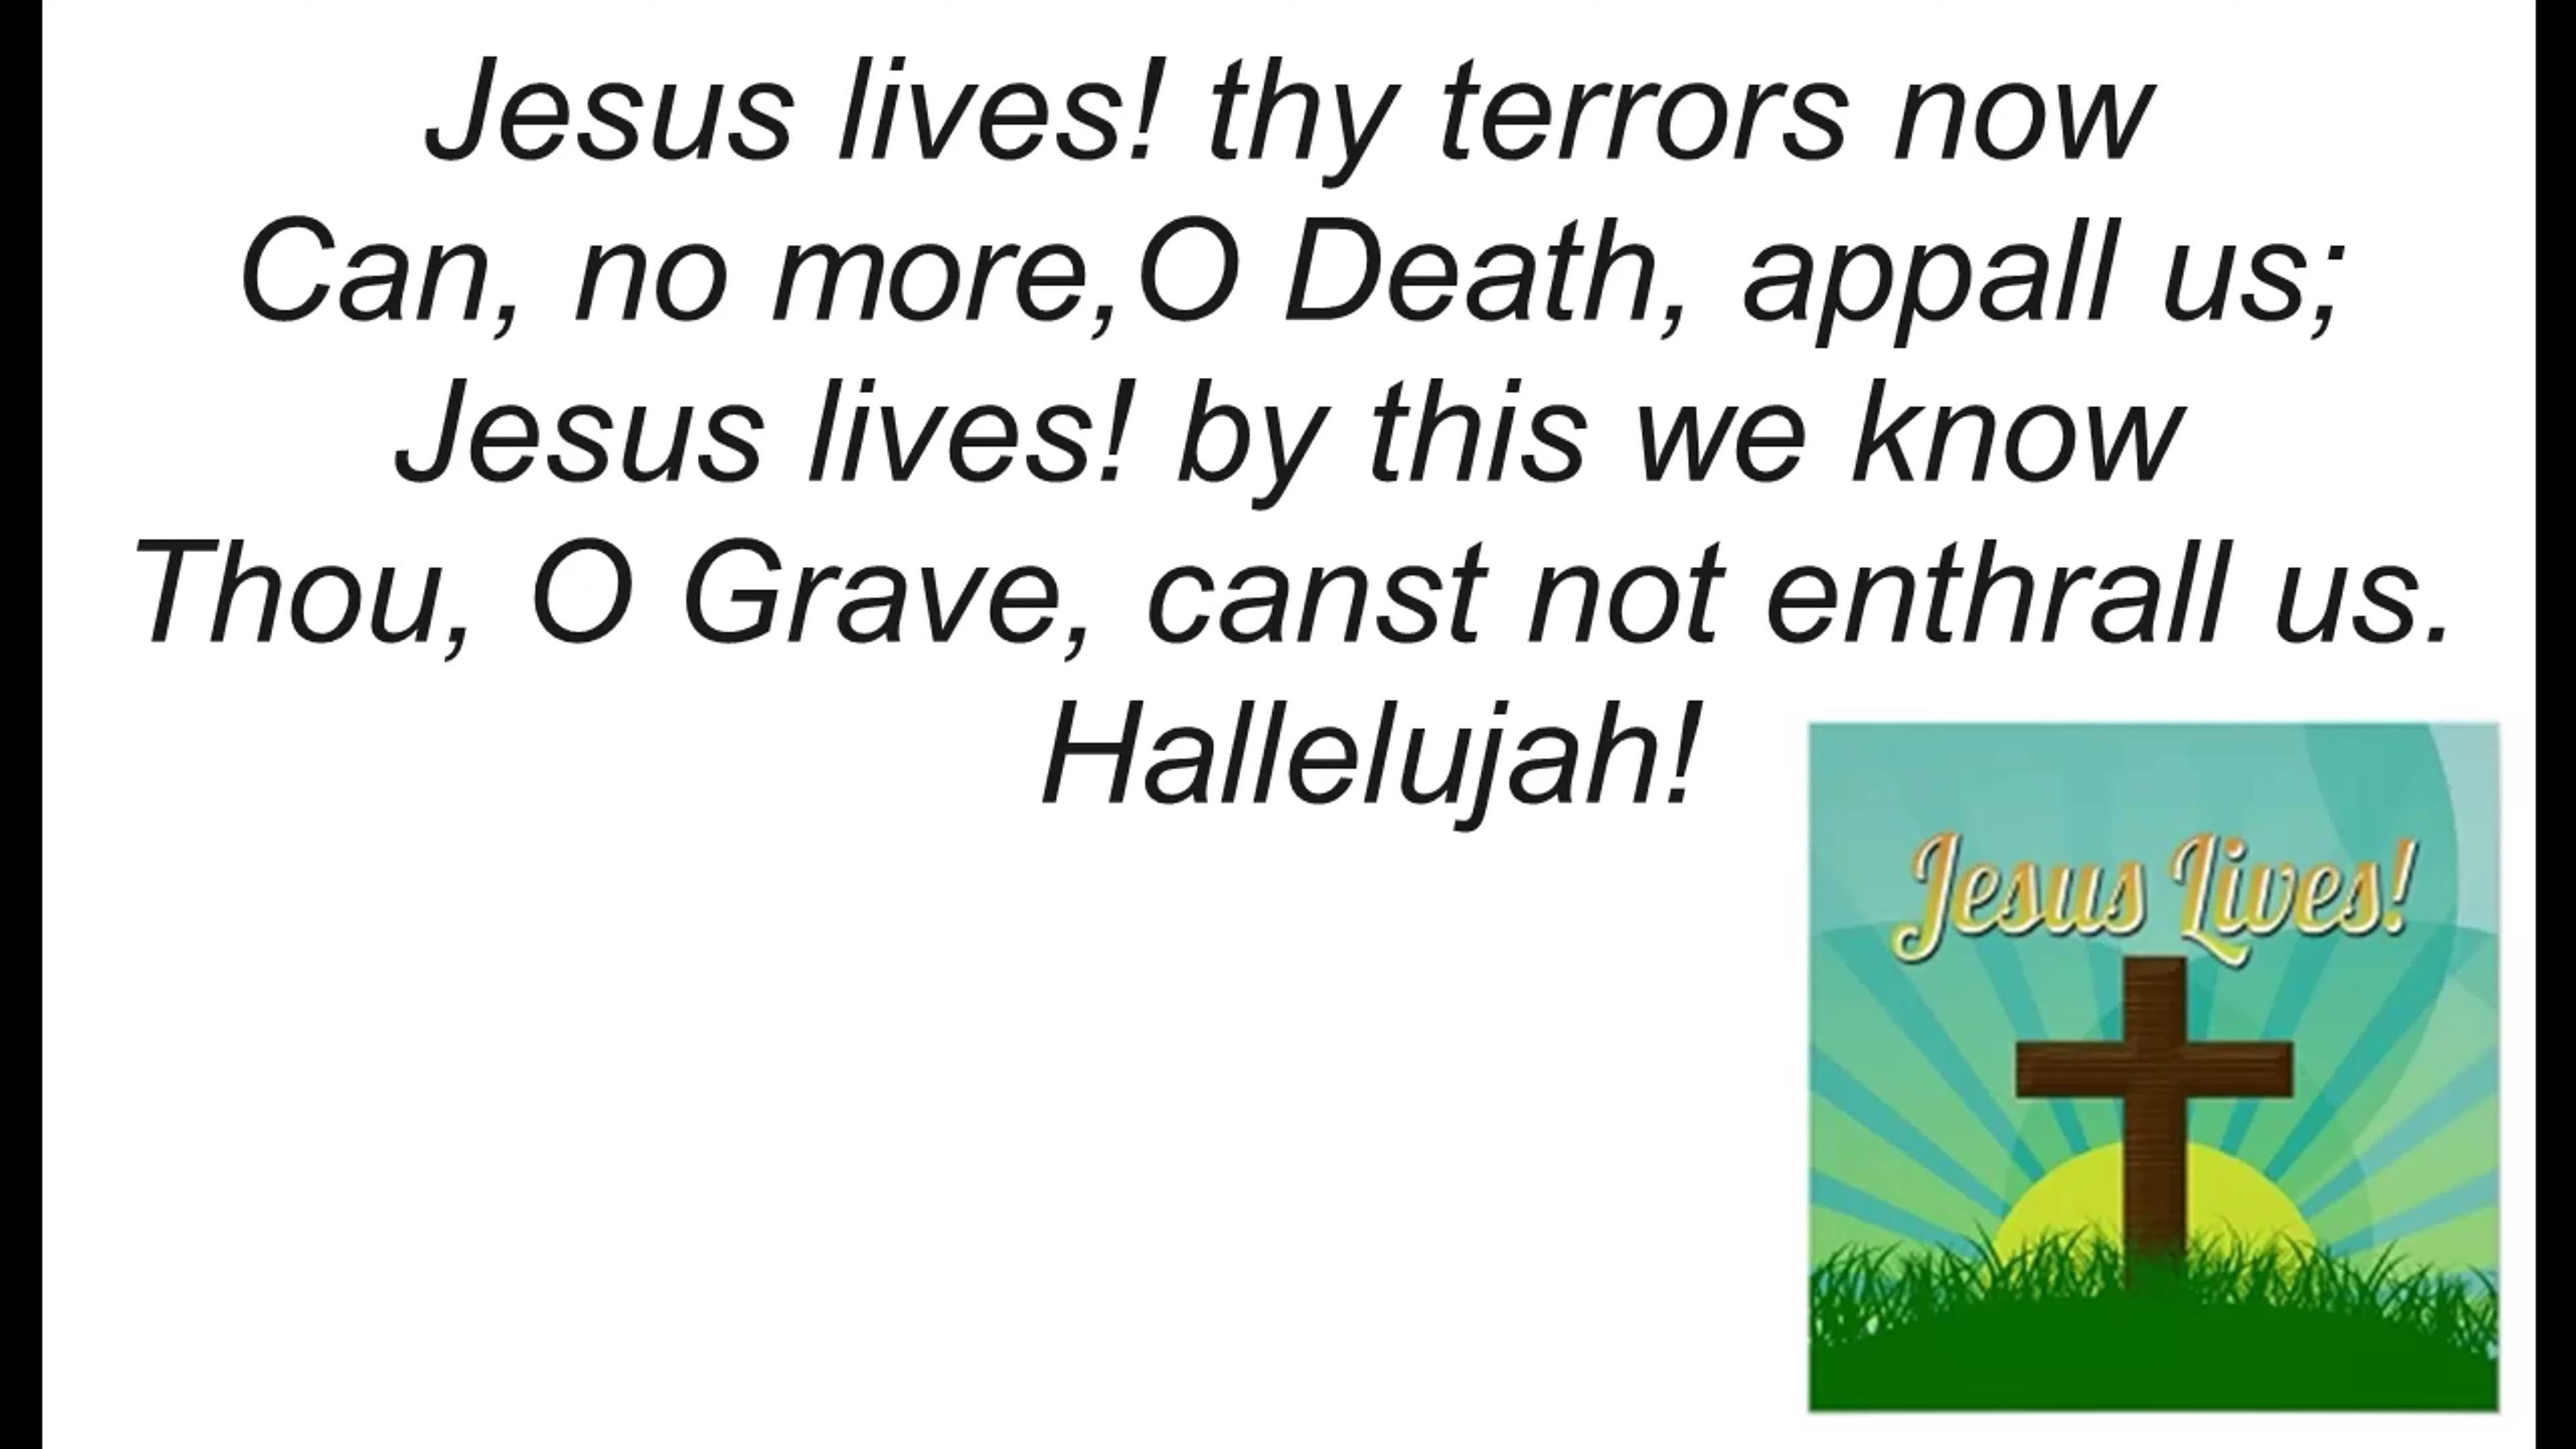 Jesus lives! thy terrors now
Can, no more,O Death, appall us;
Jesus lives! by this we know
Thou, O Grave, canst not enthrall us.
Hallelujah!
Jesus Lives!